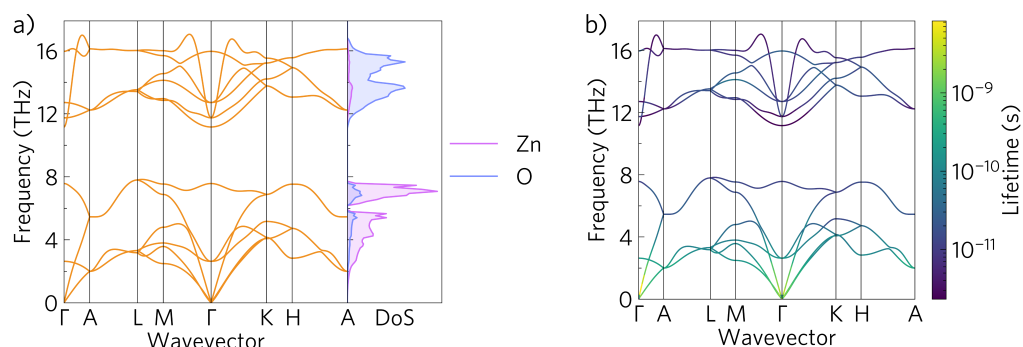 a)
Frequency (THz)
16
12
8
4
0
Γ A L M Γ K H A DoS
Wavevector
Zn
O
b)
Frequency (THz)
16
12
8
4
0
Γ A L M Γ K H A
Wavevector
10⁻⁹
10⁻¹⁰
10⁻¹¹
Lifetime (s)